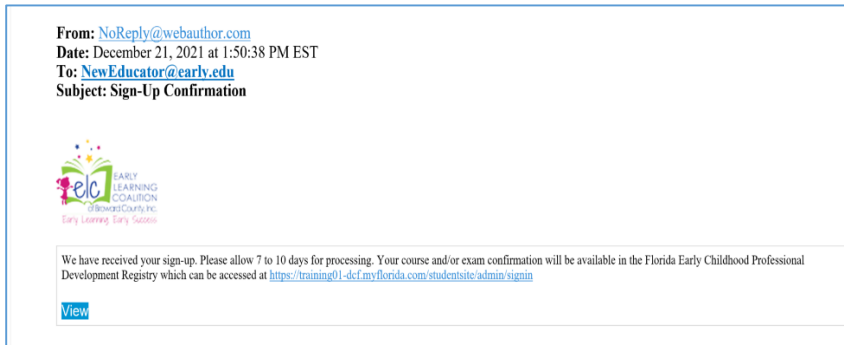 From: NoReply@webauthor.com
Date: December 21, 2021 at 1:50:38 PM EST
To: NewEducator@early.edu
Subject: Sign-Up Confirmation
elc
EARLY
LEARNING
COALITION
of Broward County, Inc.
Early Learning Early Success
We have received your sign-up. Please allow 7 to 10 days for processing. Your course and/or exam confirmation will be available in the Florida Early Childhood Professional
Development Registry which can be accessed at https://training01-dcf.myflorida.com/studentsite/admin/signin
View